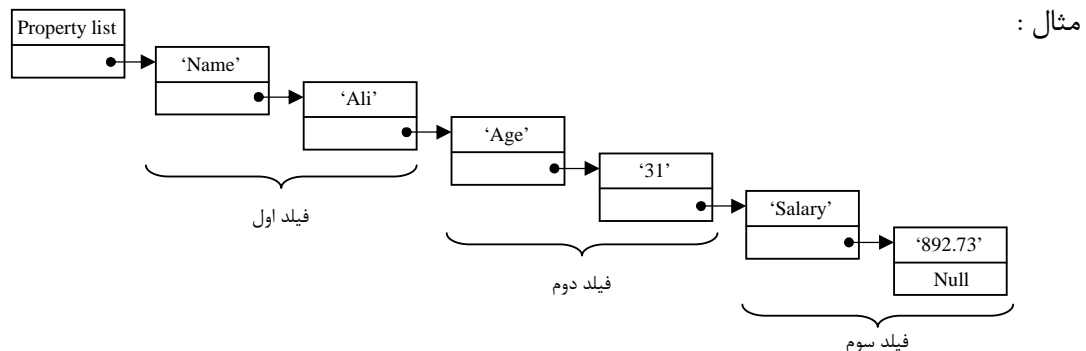 مثال :
Property list
‘Name’
‘Ali’
‘Age’
‘31’
‘Salary’
‘892.73’
Null
فیلد اول
فیلد دوم
فیلد سوم